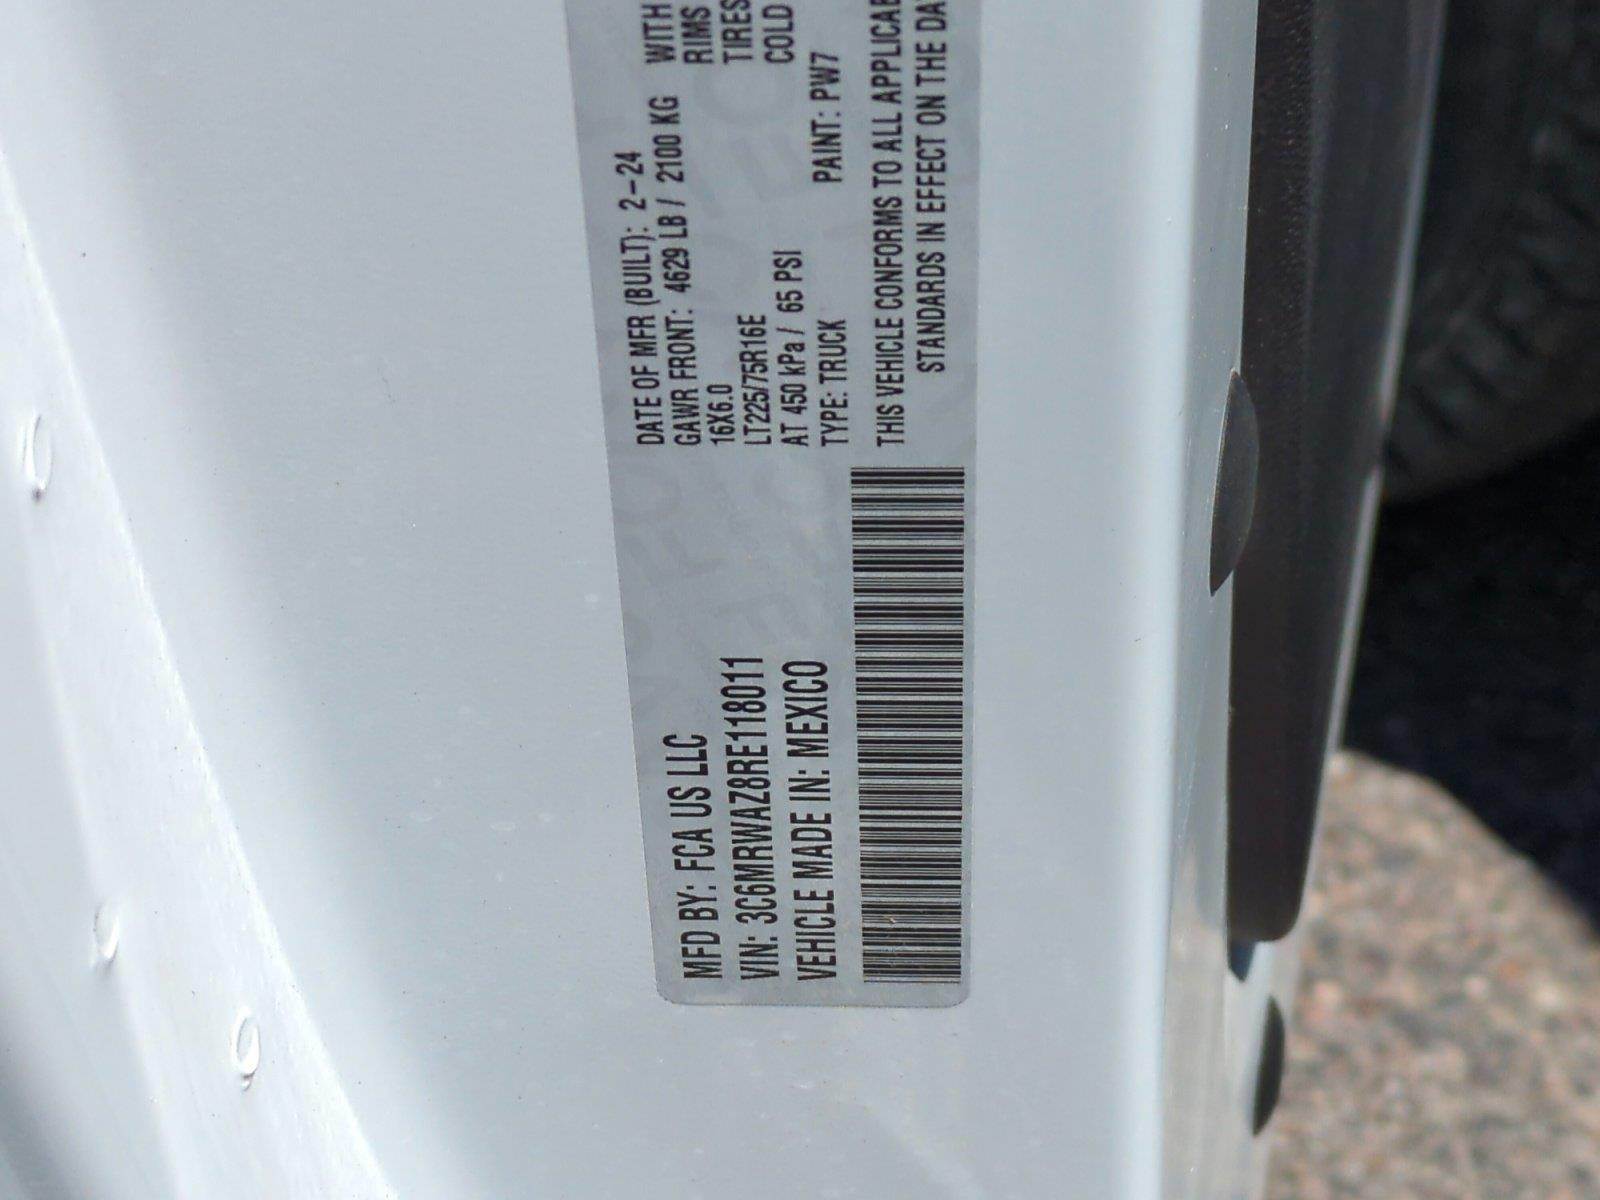 MFD BY: FCA US LLC
VIN: 3C6MRWAZ8RE118011
VEHICLE MADE IN: MEXICO
DATE OF MFR (BUILT): 2-24
GAWR FRONT: 4629 LB / 2100 KG WITH
16X6.0 RIMS
LT225/75R16E TIRES
AT 450 kPa / 65 PSI COLD
TYPE: TRUCK PAINT: PW7
THIS VEHICLE CONFORMS TO ALL
STANDARDS IN EFFECT ON THE